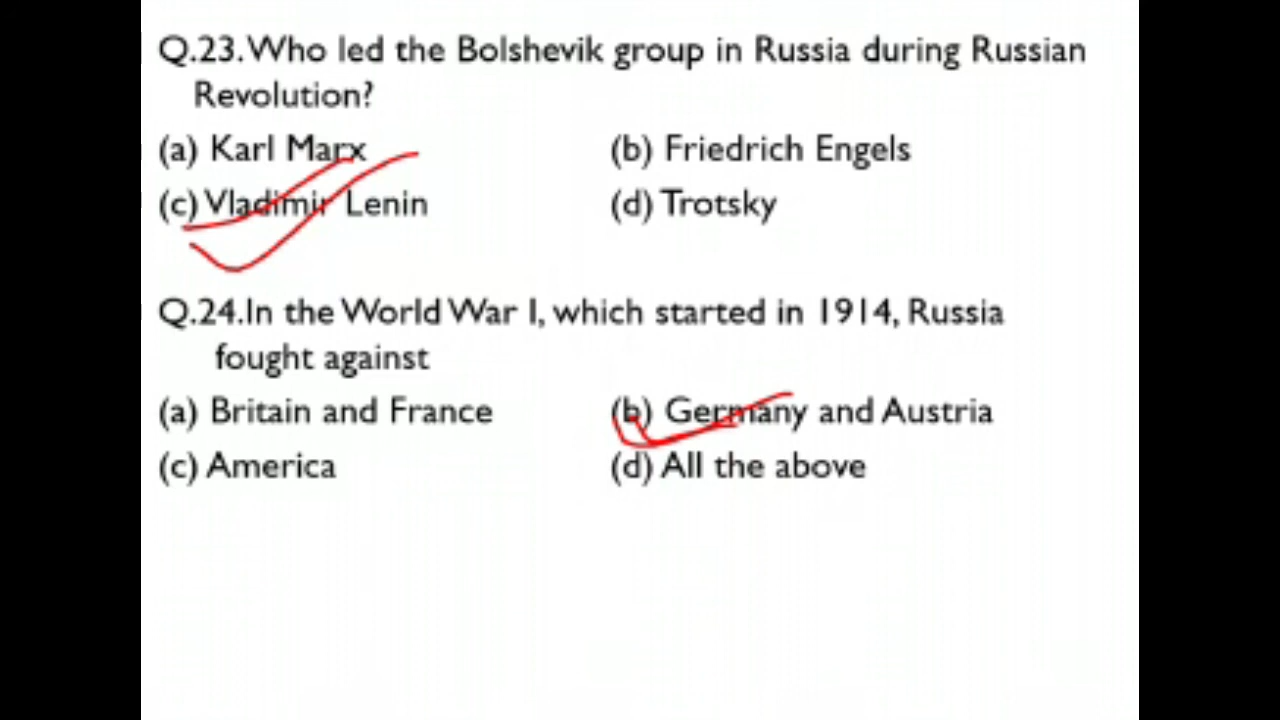 Q.23. Who led the Bolshevik group in Russia during Russian
Revolution?
(a) Karl Marx (b) Friedrich Engels
(c) Vladimir Lenin (d) Trotsky
Q.24. In the World War I, which started in 1914, Russia
fought against
(a) Britain and France (b) Germany and Austria
(c) America (d) All the above